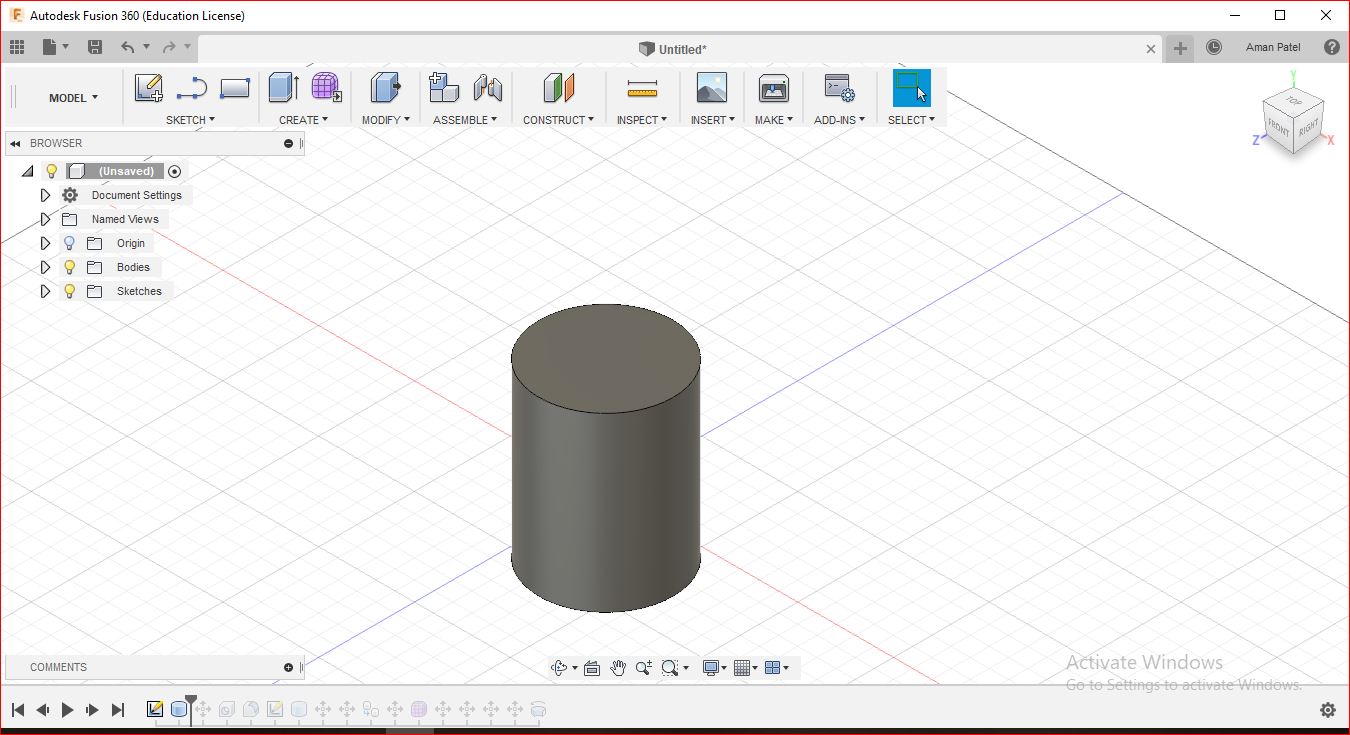 Autodesk Fusion 360 (Education License)
Untitled*
Aman Patel
MODEL
SKETCH
CREATE
MODIFY
ASSEMBLE
CONSTRUCT
INSPECT
INSERT
MAKE
ADD-INS
SELECT
Y
TOP
FRONT
RIGHT
Z
X
BROWSER
(Unsaved)
Document Settings
Named Views
Origin
Bodies
Sketches
COMMENTS
Activate Windows
Go to Settings to activate Windows.